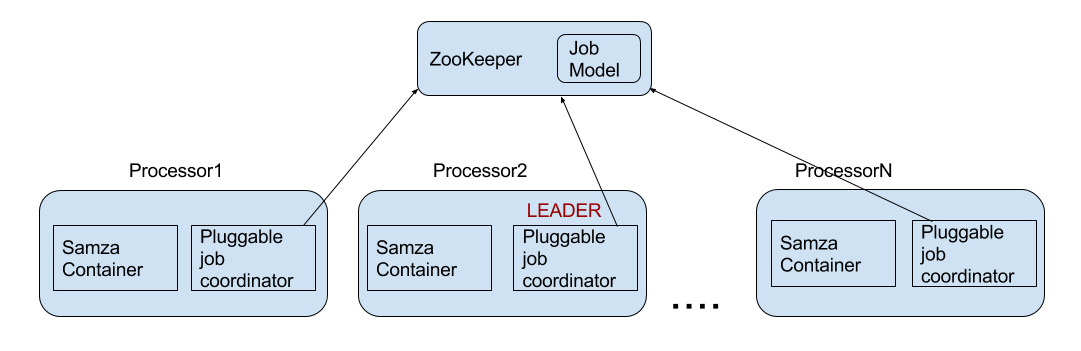 ZooKeeper
Job
Model
Processor1
Processor2
ProcessorN
LEADER
Samza
Container
Pluggable
job
coordinator
Samza
Container
Pluggable
job
coordinator
....
Samza
Container
Pluggable
job
coordinator